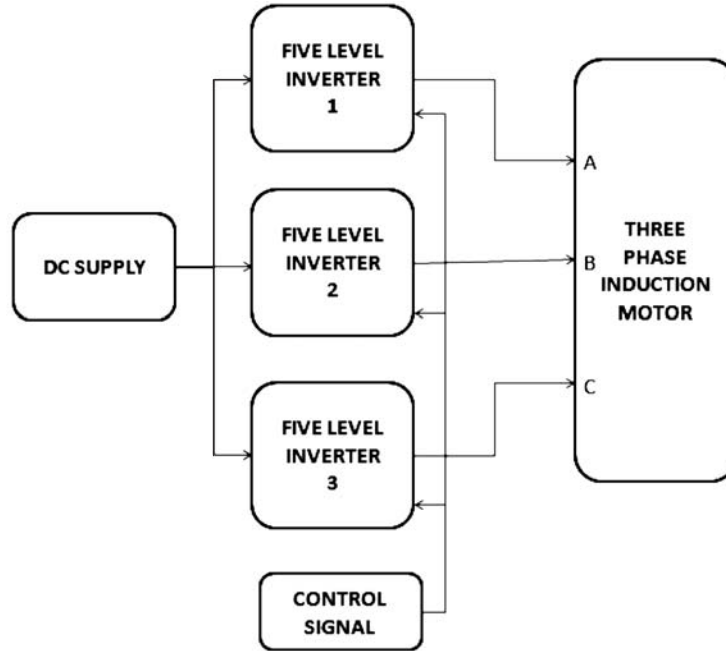 FIVE LEVEL
INVERTER
1
A
DC SUPPLY
FIVE LEVEL
INVERTER
2
B
THREE
PHASE
INDUCTION
MOTOR
FIVE LEVEL
INVERTER
3
C
CONTROL
SIGNAL